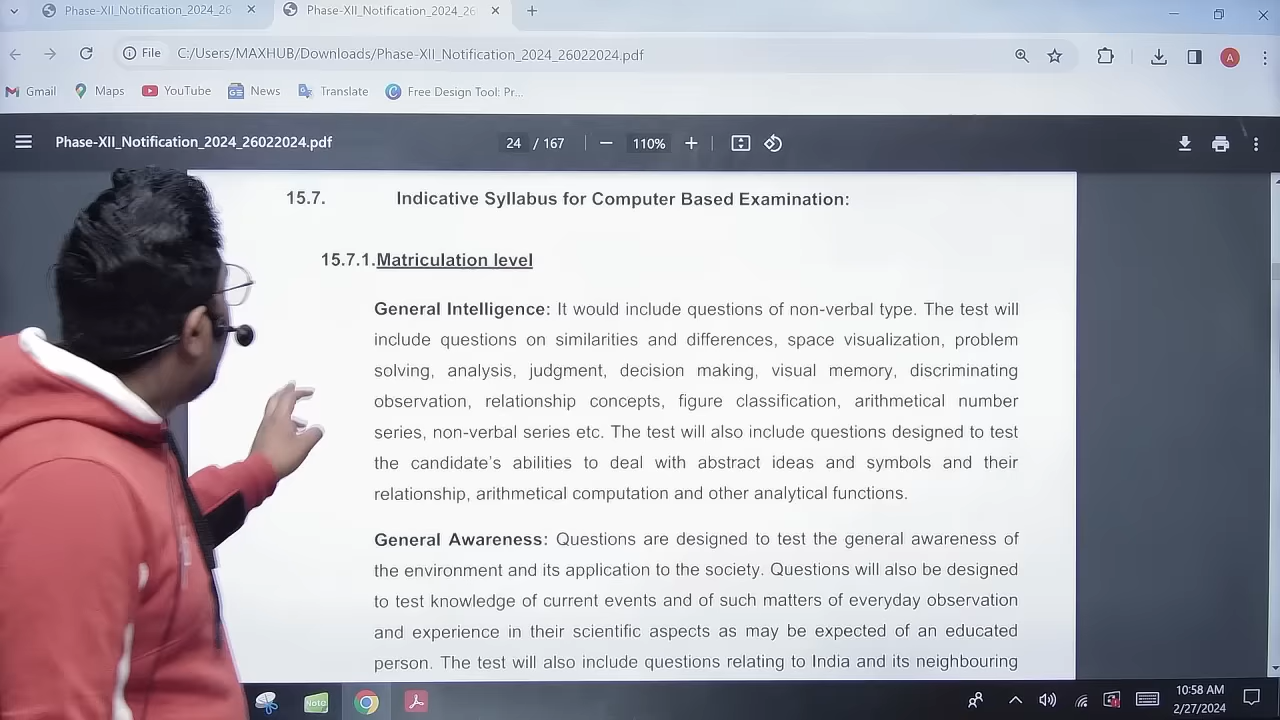 Phase-XII_Notification_2024_26
Phase-XII_Notification_2024_26
File
C:/Users/MAXHUB/Downloads/Phase-XII_Notification_2024_26022024.pdf
A
Gmail
Maps
YouTube
News
Translate
Free Design Tool: Pr...
Phase-XII_Notification_2024_26022024.pdf
24 / 167
110%
15.7. Indicative Syllabus for Computer Based Examination:
15.7.1.Matriculation level
General Intelligence: It would include questions of non-verbal type. The test will
include questions on similarities and differences, space visualization, problem
solving, analysis, judgment, decision making, visual memory, discriminating
observation, relationship concepts, figure classification, arithmetical number
series, non-verbal series etc. The test will also include questions designed to test
the candidate's abilities to deal with abstract ideas and symbols and their
relationship, arithmetical computation and other analytical functions.
General Awareness: Questions are designed to test the general awareness of
the environment and its application to the society. Questions will also be designed
to test knowledge of current events and of such matters of everyday observation
and experience in their scientific aspects as may be expected of an educated
person. The test will also include questions relating to India and its neighbouring
Note
10:58 AM
2/27/2024